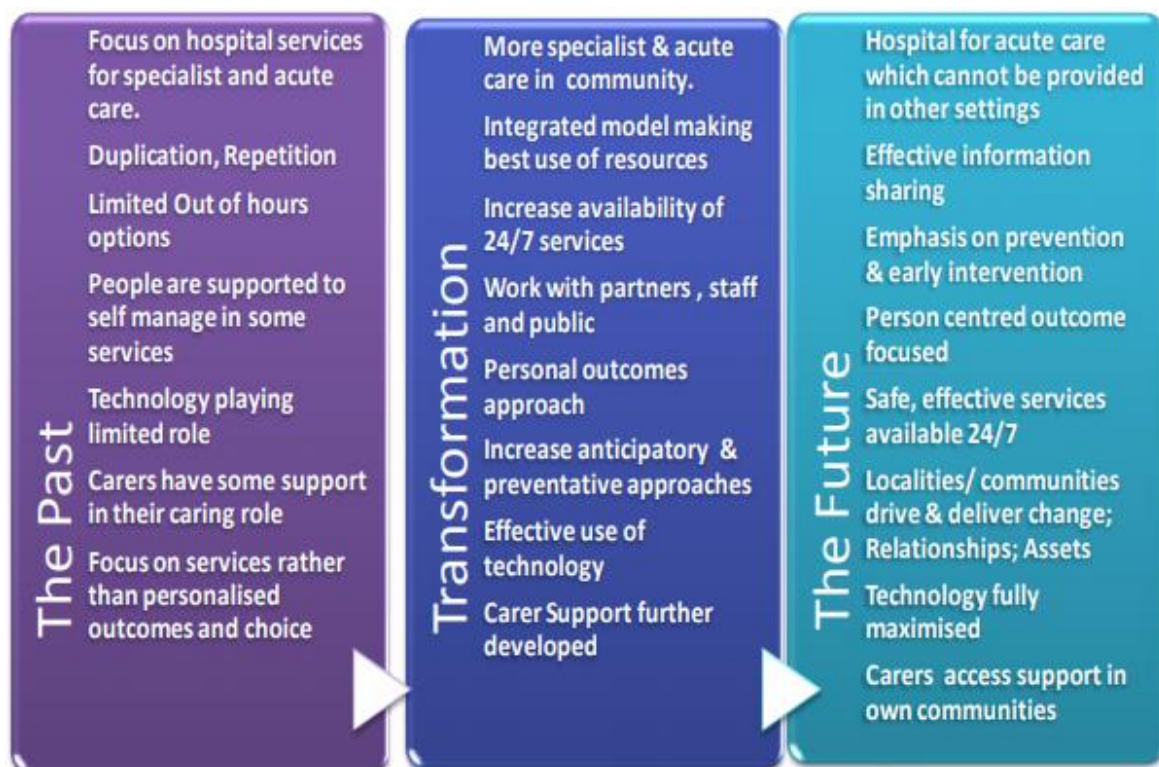 The Past
Focus on hospital services
for specialist and acute
care.
Duplication, Repetition
Limited Out of hours
options
People are supported to
self manage in some
services
Technology playing
limited role
Carers have some support
in their caring role
Focus on services rather
than personalised
outcomes and choice
Transformation
More specialist & acute
care in community.
Integrated model making
best use of resources
Increase availability of
24/7 services
Work with partners , staff
and public
Personal outcomes
approach
Increase anticipatory &
preventative approaches
Effective use of
technology
Carer Support further
developed
The Future
Hospital for acute care
which cannot be provided
in other settings
Effective information
sharing
Emphasis on prevention
& early intervention
Person centred outcome
focused
Safe, effective services
available 24/7
Localities/ communities
drive & deliver change;
Relationships; Assets
Technology fully
maximised
Carers access support in
own communities